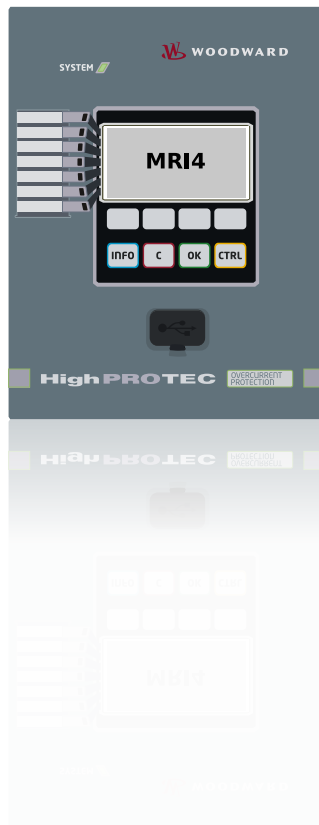 WOODWARD
SYSTEM
MRI4
INFO C OK CTRL
HighPROTEC
OVERCURRENT
PROTECTION